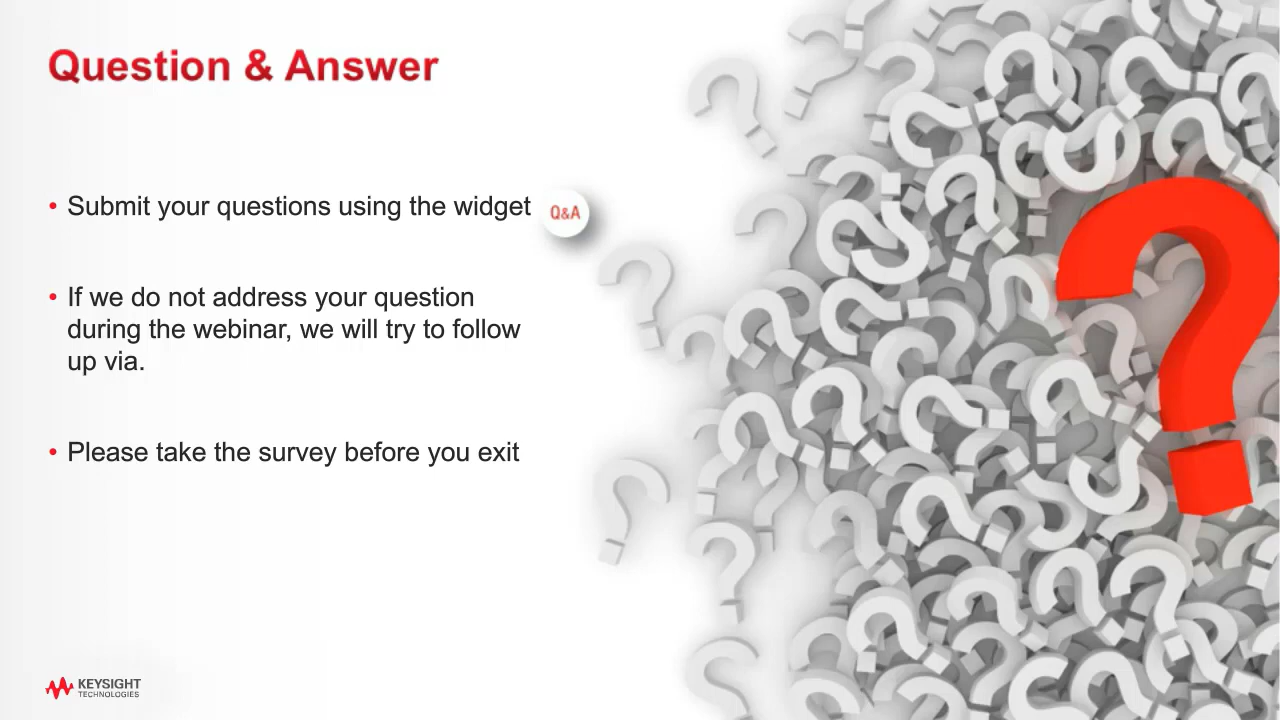 Question & Answer
• Submit your questions using the widget
Q&A
• If we do not address your question
during the webinar, we will try to follow
up via.
• Please take the survey before you exit
KEYSIGHT
TECHNOLOGIES